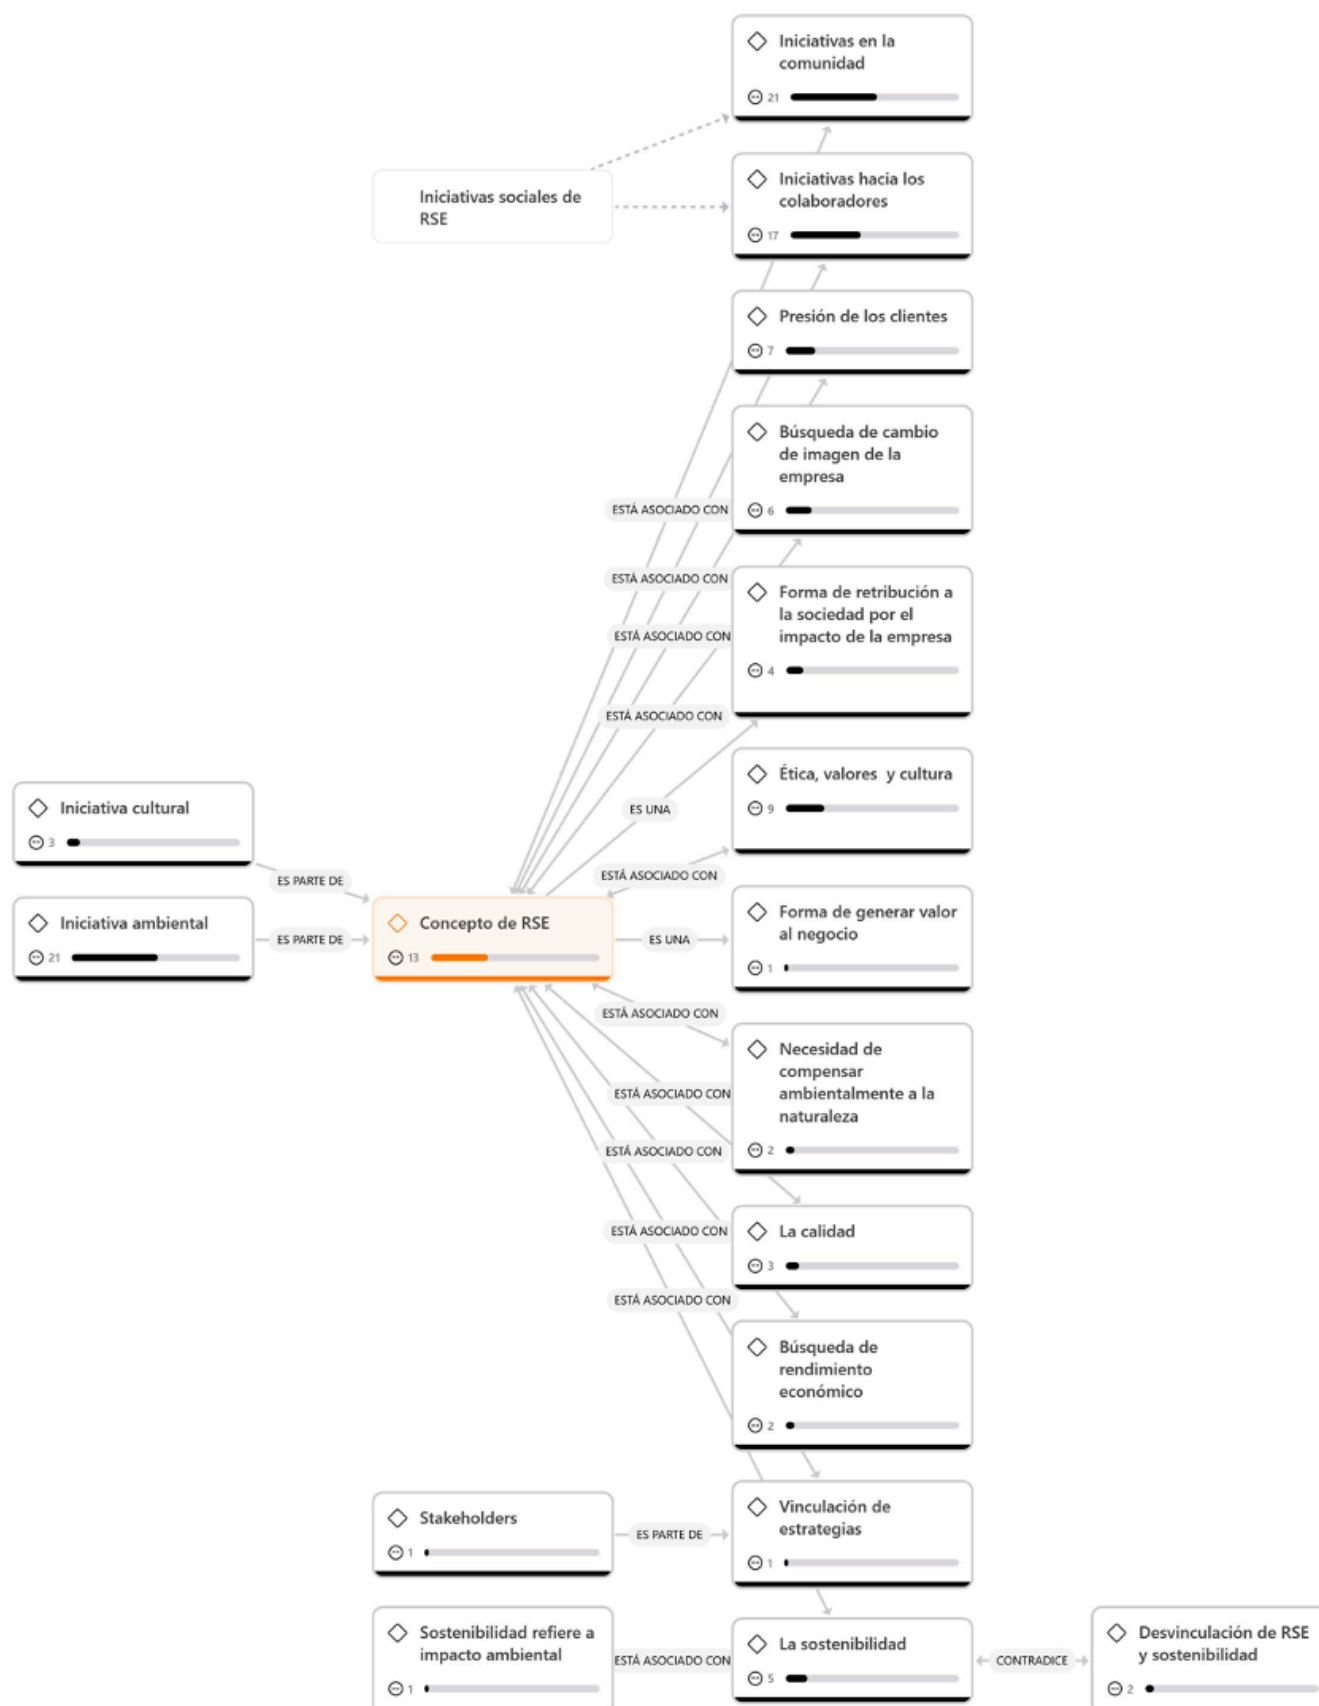 Iniciativas en la
comunidad
21
Iniciativas sociales de
RSE
Iniciativas hacia los
colaboradores
17
Presión de los clientes
7
Búsqueda de cambio
de imagen de la
empresa
6
ESTÁ ASOCIADO CON
ESTÁ ASOCIADO CON
Forma de retribución a
la sociedad por el
impacto de la empresa
4
ESTÁ ASOCIADO CON
ESTÁ ASOCIADO CON
Ética, valores y cultura
9
ES UNA
ESTÁ ASOCIADO CON
Iniciativa cultural
3
ES PARTE DE
Iniciativa ambiental
21
ES PARTE DE
Concepto de RSE
13
ES UNA
Forma de generar valor
al negocio
1
ESTÁ ASOCIADO CON
Necesidad de
compensar
ambientalmente a la
naturaleza
2
ESTÁ ASOCIADO CON
ESTÁ ASOCIADO CON
La calidad
3
ESTÁ ASOCIADO CON
ESTÁ ASOCIADO CON
Búsqueda de
rendimiento
económico
2
Stakeholders
1
ES PARTE DE
Vinculación de
estrategias
1
Sostenibilidad refiere a
impacto ambiental
1
ESTÁ ASOCIADO CON
La sostenibilidad
5
CONTRADICE
Desvinculación de RSE
y sostenibilidad
2